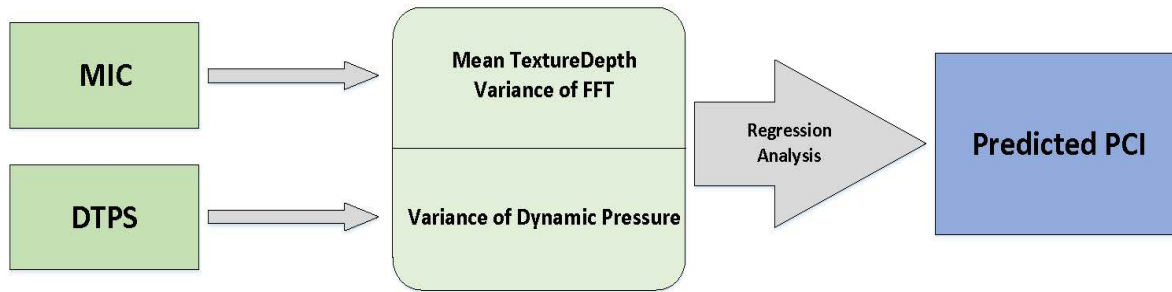 MIC
Mean TextureDepth
Variance of FFT
Regression
Analysis
Predicted PCI
DTPS
Variance of Dynamic Pressure